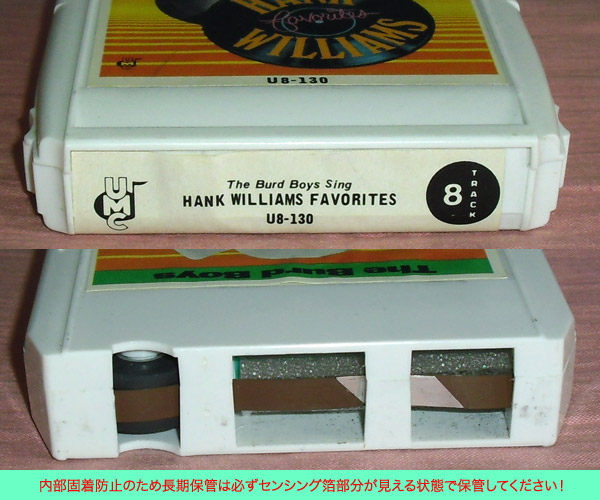 HANK
Favorites
WILLIAMS
UMC
U8-130
UMC
The Burd Boys Sing
HANK WILLIAMS FAVORITES
U8-130
8
TRACK
The Burd Boys
内部固着防止のため長期保管は必ずセンシング箔部分が見える状態で保管してください!